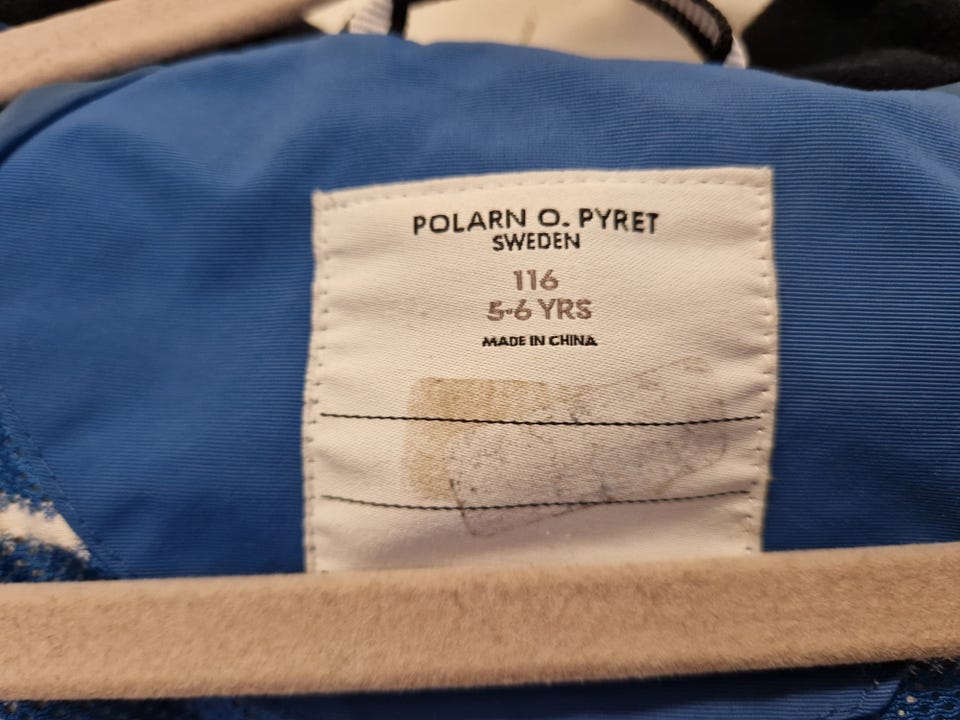 POLARN O. PYRET
SWEDEN
116
5-6 YRS
MADE IN CHINA